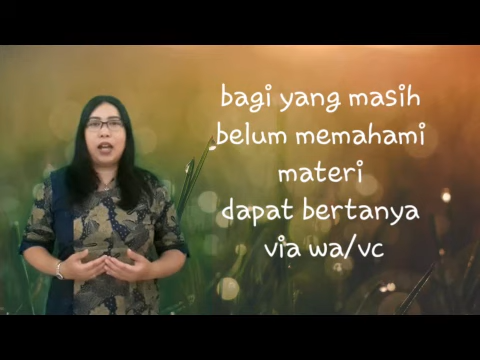 bagi yang masih
belum memahami
materi
dapat bertanya
via wa/vc